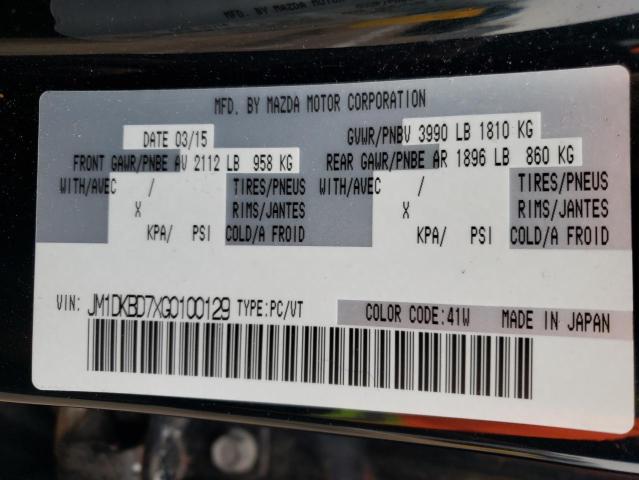 MFD. BY MAZDA MOTOR CORPORATION
DATE 03/15 GVWR/PNBV 3990 LB 1810 KG
FRONT GAWR/PNBE AV 2112 LB 958 KG REAR GAWR/PNBE AR 1896 LB 860 KG
WITH/AVEC / TIRES/PNEUS WITH/AVEC / TIRES/PNEUS
X RIMS/JANTES X RIMS/JANTES
KPA/ PSI COLD/A FROID KPA/ PSI COLD/A FROID
VIN: JM1DKBD7XG0100129 TYPE:PC/VT COLOR CODE:41W MADE IN JAPAN